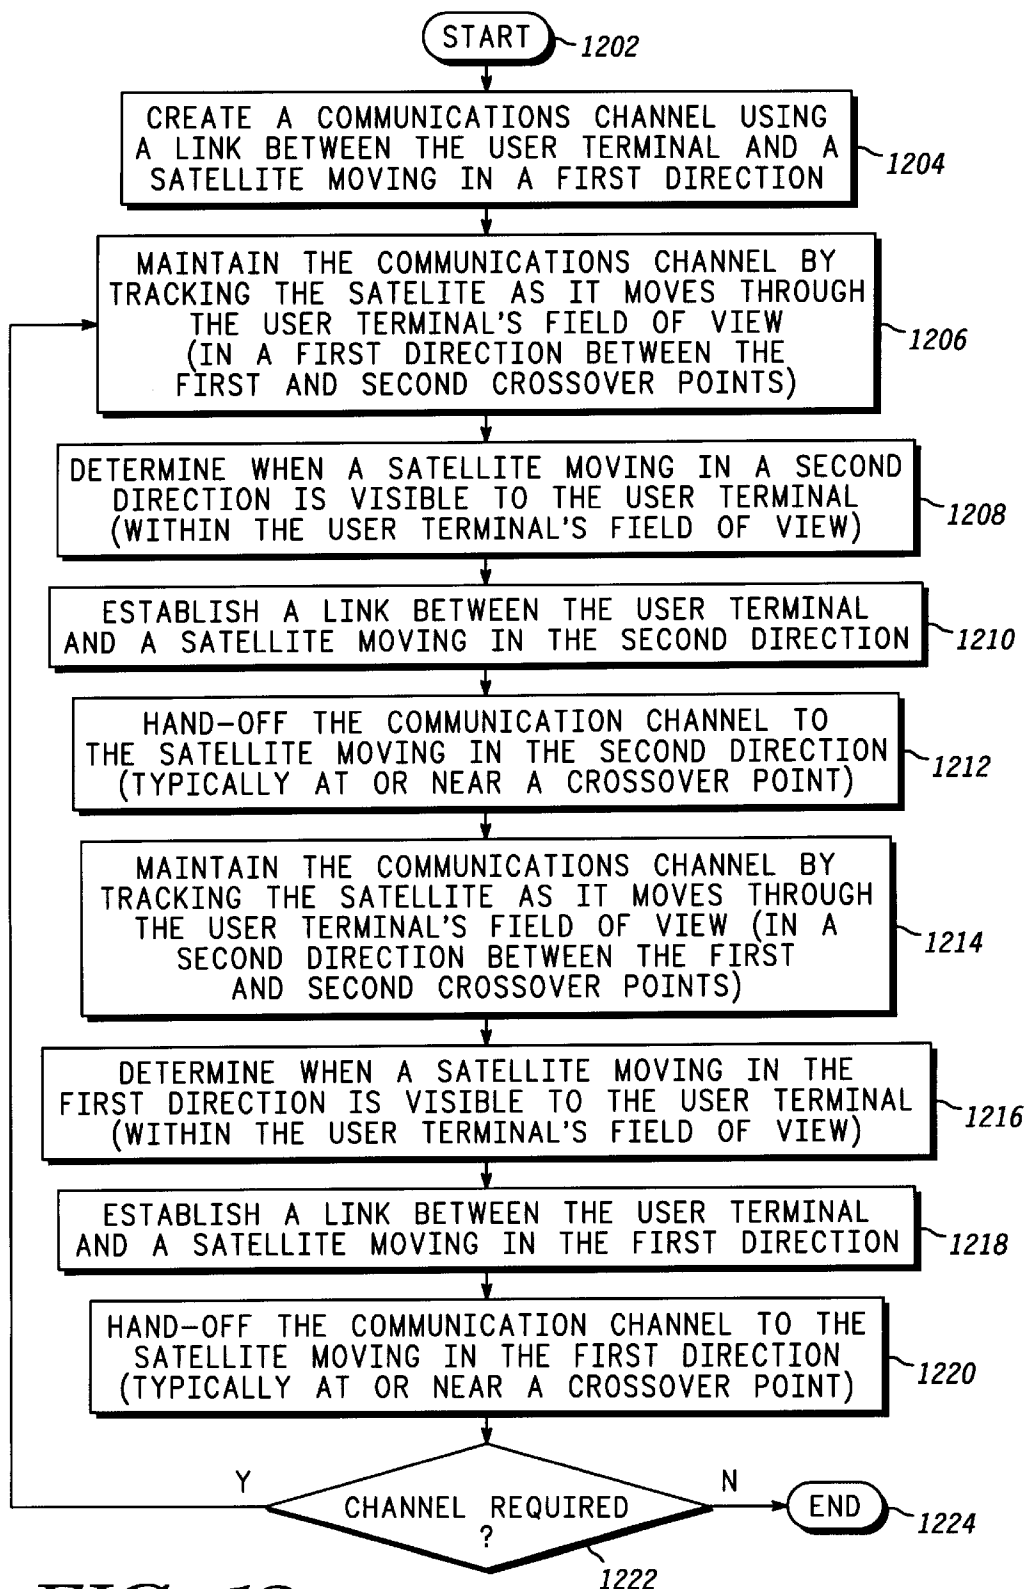 START
1202
CREATE A COMMUNICATIONS CHANNEL USING
A LINK BETWEEN THE USER TERMINAL AND A
SATELLITE MOVING IN A FIRST DIRECTION
1204
MAINTAIN THE COMMUNICATIONS CHANNEL BY
TRACKING THE SATELITE AS IT MOVES THROUGH
THE USER TERMINAL'S FIELD OF VIEW
(IN A FIRST DIRECTION BETWEEN THE
FIRST AND SECOND CROSSOVER POINTS)
1206
DETERMINE WHEN A SATELLITE MOVING IN A SECOND
DIRECTION IS VISIBLE TO THE USER TERMINAL
(WITHIN THE USER TERMINAL'S FIELD OF VIEW)
1208
ESTABLISH A LINK BETWEEN THE USER TERMINAL
AND A SATELLITE MOVING IN THE SECOND DIRECTION
1210
HAND-OFF THE COMMUNICATION CHANNEL TO
THE SATELLITE MOVING IN THE SECOND DIRECTION
(TYPICALLY AT OR NEAR A CROSSOVER POINT)
1212
MAINTAIN THE COMMUNICATIONS CHANNEL BY
TRACKING THE SATELLITE AS IT MOVES THROUGH
THE USER TERMINAL'S FIELD OF VIEW (IN A
SECOND DIRECTION BETWEEN THE FIRST
AND SECOND CROSSOVER POINTS)
1214
DETERMINE WHEN A SATELLITE MOVING IN THE
FIRST DIRECTION IS VISIBLE TO THE USER TERMINAL
(WITHIN THE USER TERMINAL'S FIELD OF VIEW)
1216
ESTABLISH A LINK BETWEEN THE USER TERMINAL
AND A SATELLITE MOVING IN THE FIRST DIRECTION
1218
HAND-OFF THE COMMUNICATION CHANNEL TO THE
SATELLITE MOVING IN THE FIRST DIRECTION
(TYPICALLY AT OR NEAR A CROSSOVER POINT)
1220
Y
CHANNEL REQUIRED
?
N
END
1224
1222